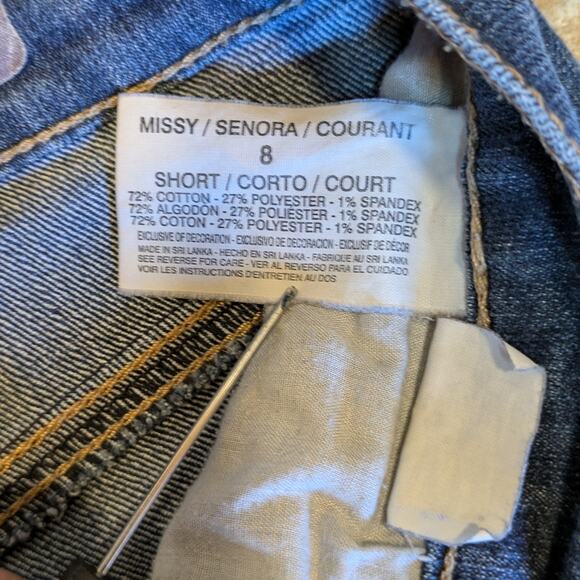 MISSY / SENORA / COURANT
8
SHORT / CORTO / COURT
72% COTTON - 27% POLYESTER - 1% SPANDEX
72% ALGODON - 27% POLIESTER - 1% SPANDEX
72% COTON - 27% POLYESTER - 1% SPANDEX
EXCLUSIVE OF DECORATION - EXCLUSIVO DE DECORACION - EXCLUSIF DE DÉCOR
MADE IN SRI LANKA - HECHO EN SRI LANKA - FABRIQUE AU SRI LANKA
SEE REVERSE FOR CARE - VER AL REVERSO PARA EL CUIDADO
VOIR LES INSTRUCTIONS D'ENTRETIEN AU DOS